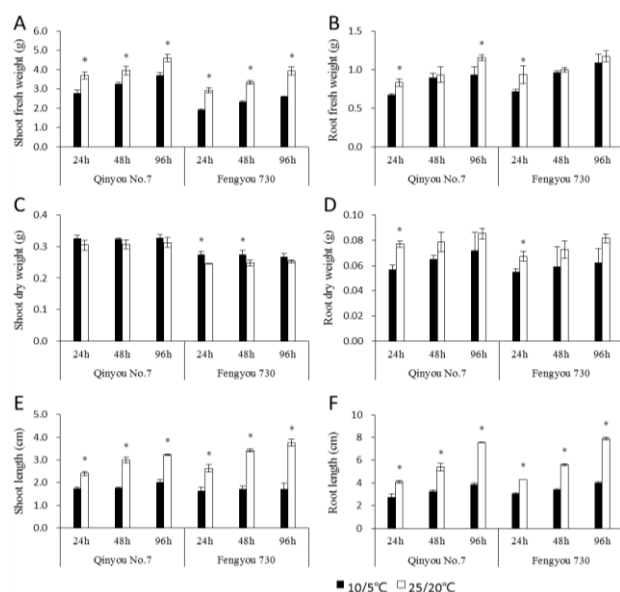 A
Shoot fresh weight (g)
6.0
5.0
4.0
3.0
2.0
1.0
0.0
* * * * * *
24h 48h 96h 24h 48h 96h
Qinyou No.7 Fengyou 730
B
Root fresh weight (g)
1.5
1.0
0.5
0.0
* * *
24h 48h 96h 24h 48h 96h
Qinyou No.7 Fengyou 730
C
Shoot dry weight (g)
0.4
0.3
0.2
0.1
0.0
* *
24h 48h 96h 24h 48h 96h
Qinyou No.7 Fengyou 730
D
Root dry weight (g)
0.10
0.08
0.06
0.04
0.02
0.00
* *
24h 48h 96h 24h 48h 96h
Qinyou No.7 Fengyou 730
E
Shoot length (cm)
5.0
4.0
3.0
2.0
1.0
0.0
* * * * * *
24h 48h 96h 24h 48h 96h
Qinyou No.7 Fengyou 730
F
Root length (cm)
10
8
6
4
2
0
* * * * * *
24h 48h 96h 24h 48h 96h
Qinyou No.7 Fengyou 730
10/5℃ 25/20℃